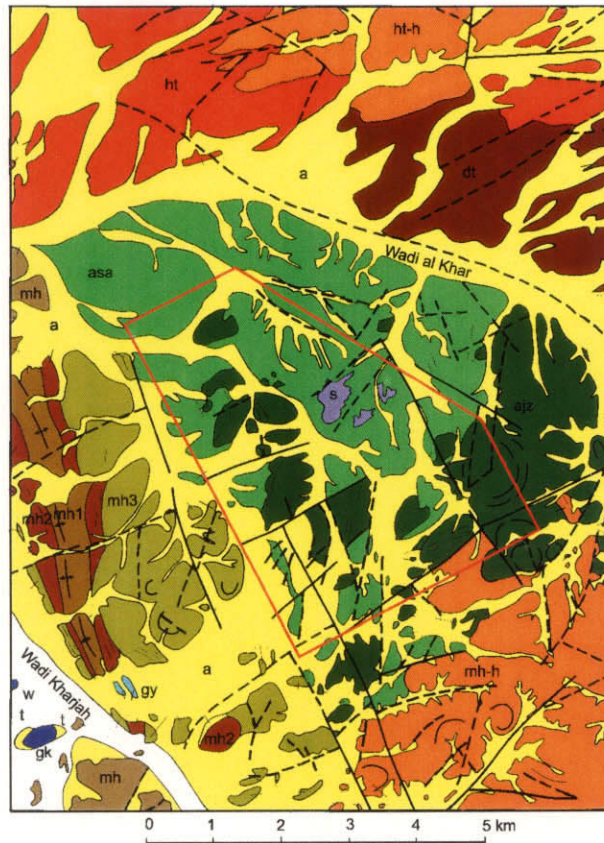 ht-h
ht
a
dt
Wadi al Khar
asa
mh
a
s
ajz
mh3
mh2
mh1
a
Wadi Kharjah
gy
mh-h
w
t
t
mh2
gk
mh
0 1 2 3 4 5 km